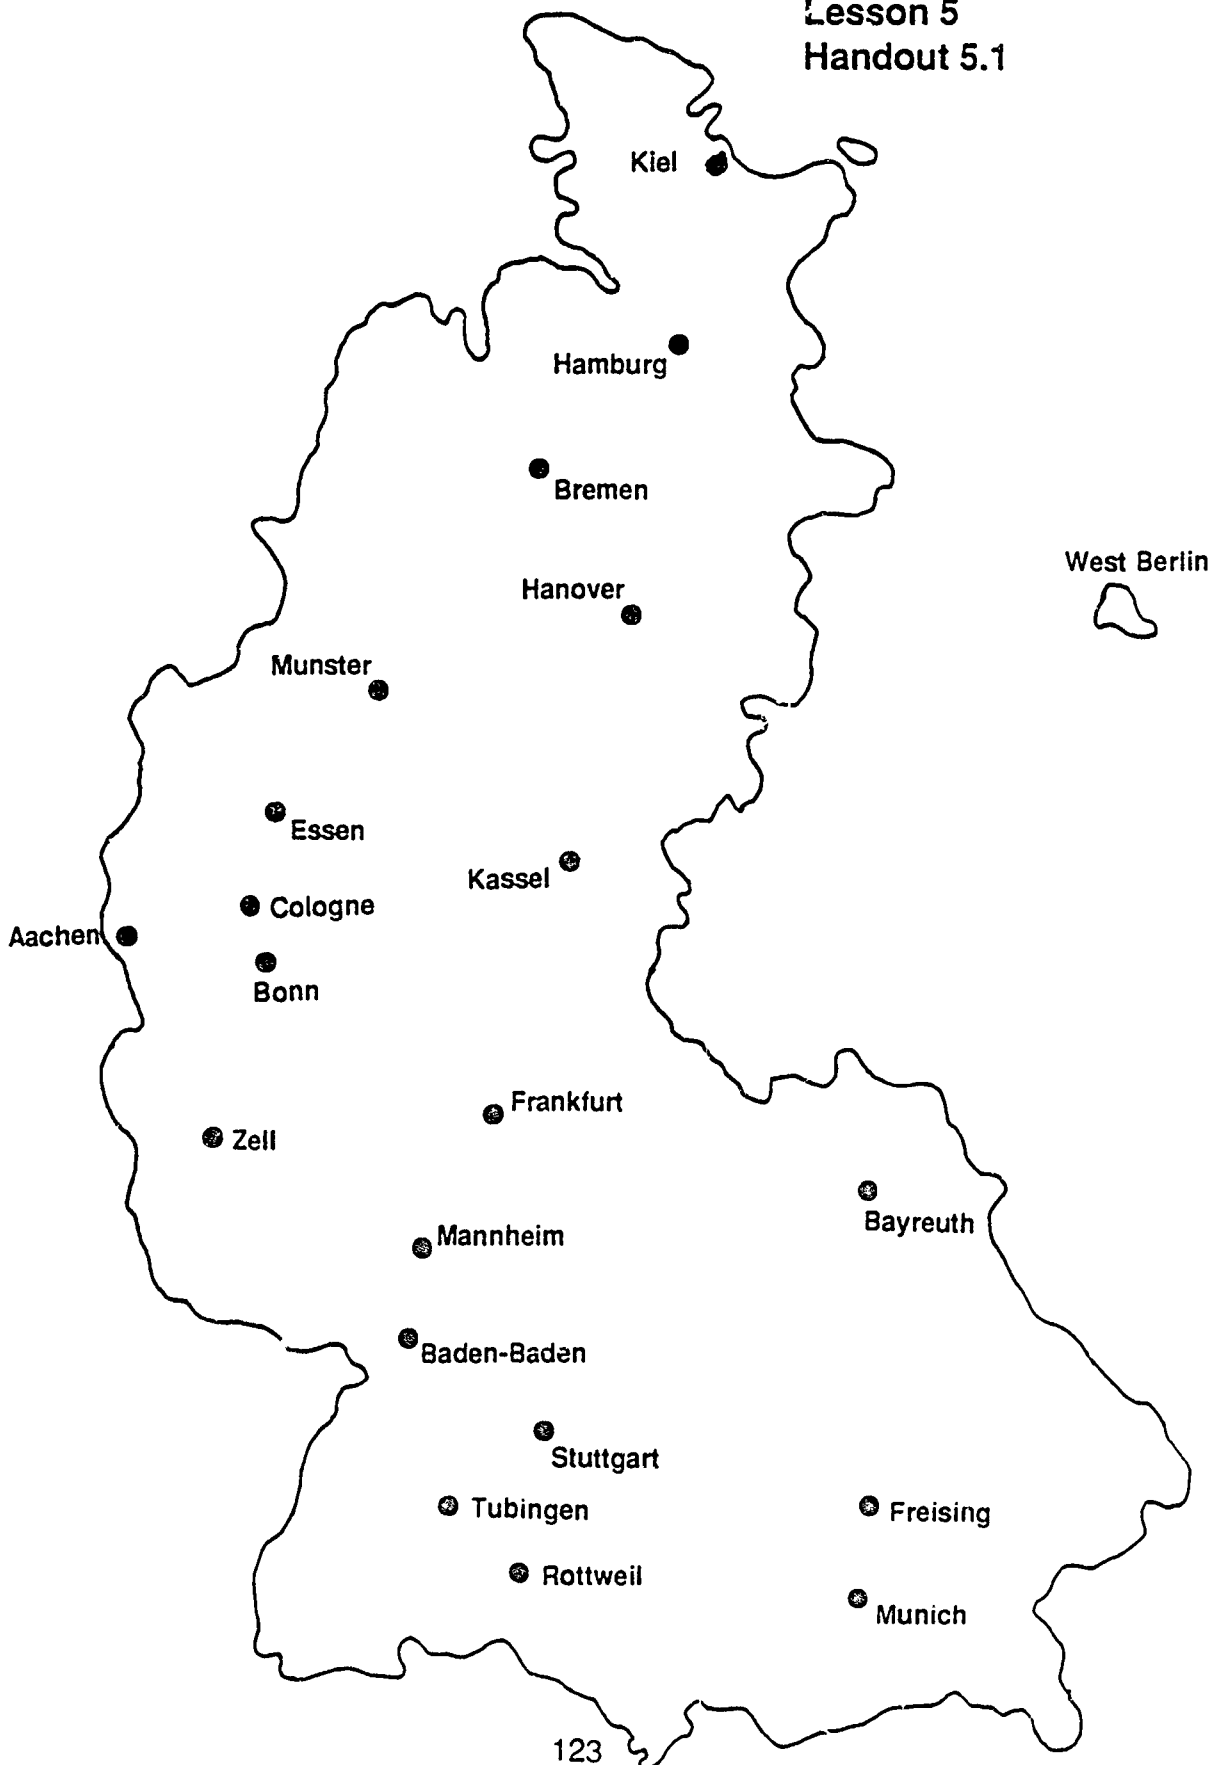 Lesson 5
Handout 5.1
Kiel
Hamburg
Bremen
West Berlin
Hanover
Munster
Essen
Kassel
Cologne
Aachen
Bonn
Frankfurt
Zell
Bayreuth
Mannheim
Baden-Baden
Stuttgart
Tubingen
Freising
Rottweil
Munich
123